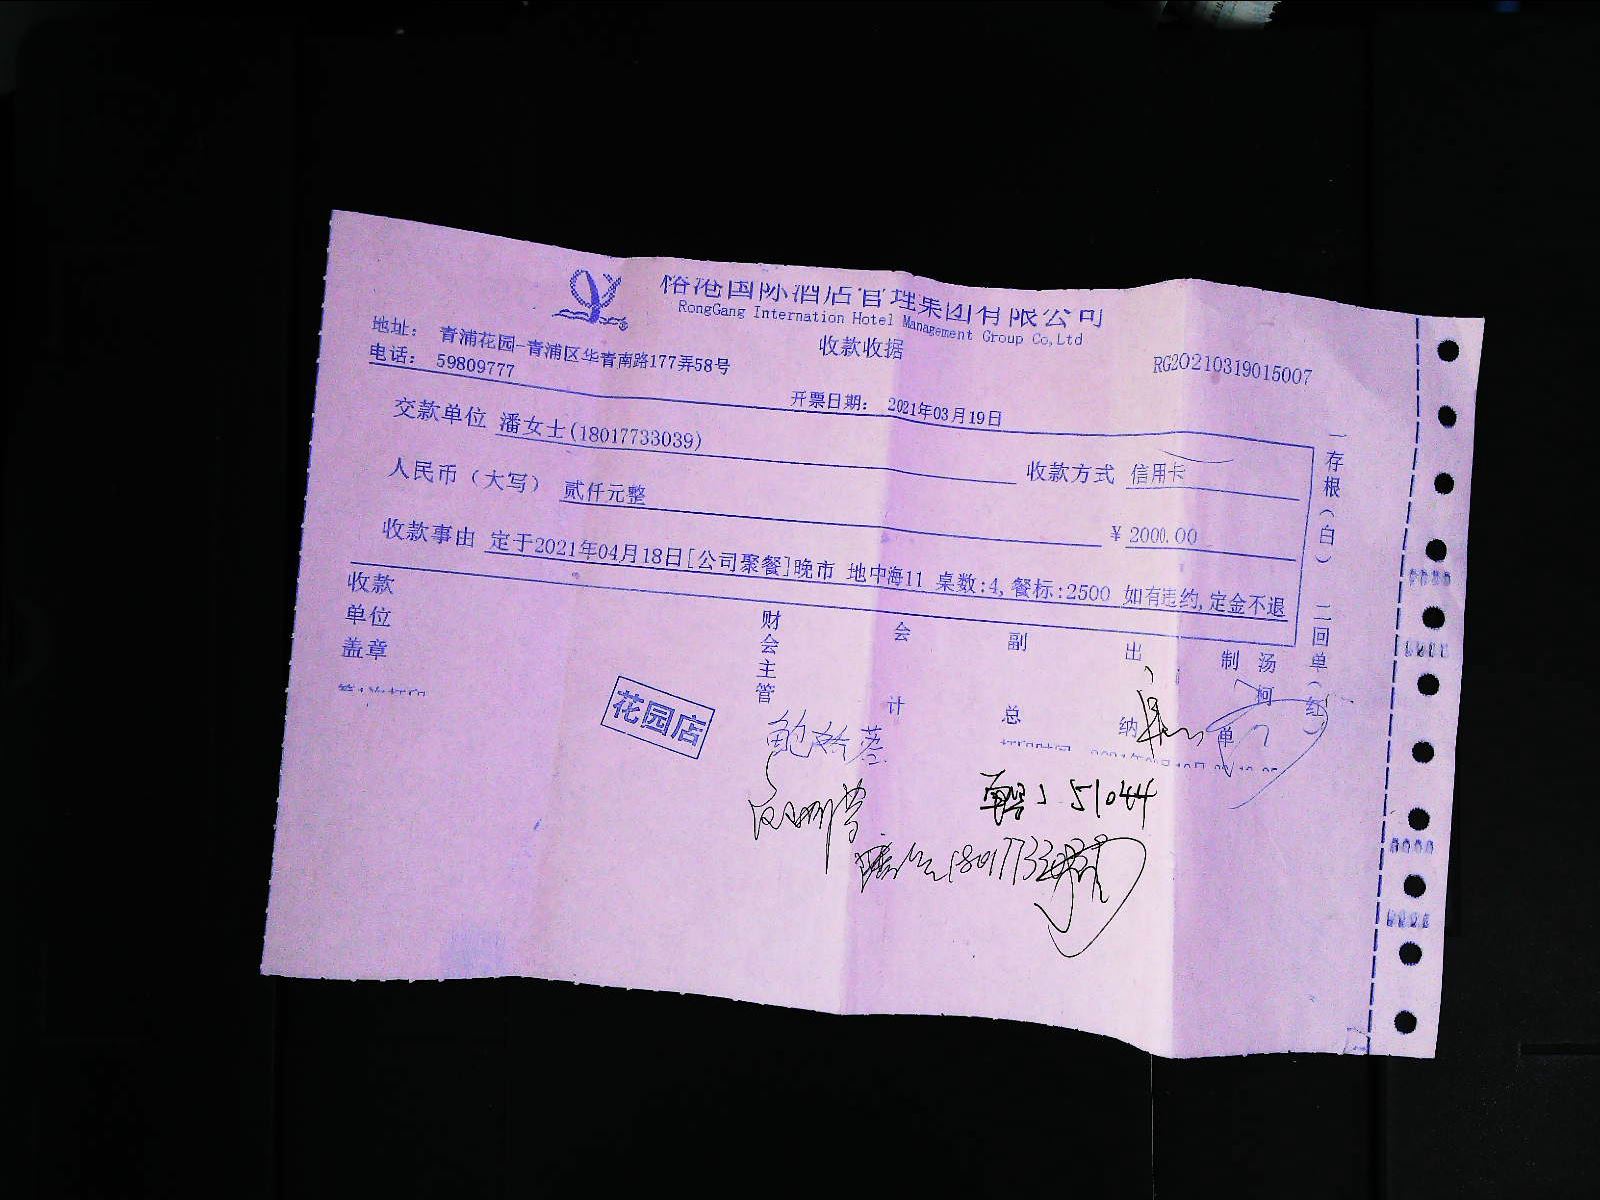 榕港国际酒店管理集团有限公司
RongGang Internation Hotel Management Group Co,Ltd
收款收据
地址： 青浦花园-青浦区华青南路177弄58号
电话： 59809777
RG20210319015007
开票日期： 2021年03月19日
交款单位 潘女士(18017733039)
收款方式 信用卡
人民币（大写） 贰仟元整
￥2000.00
收款事由 定于2021年04月18日[公司聚餐]晚市 地中海11 桌数:4,餐标:2500 如有违约,定金不退
收款单位盖章
财会主管
会计
副总
出纳
制单
汤柯
一存根（白） 二回单（红）
花园店
51044